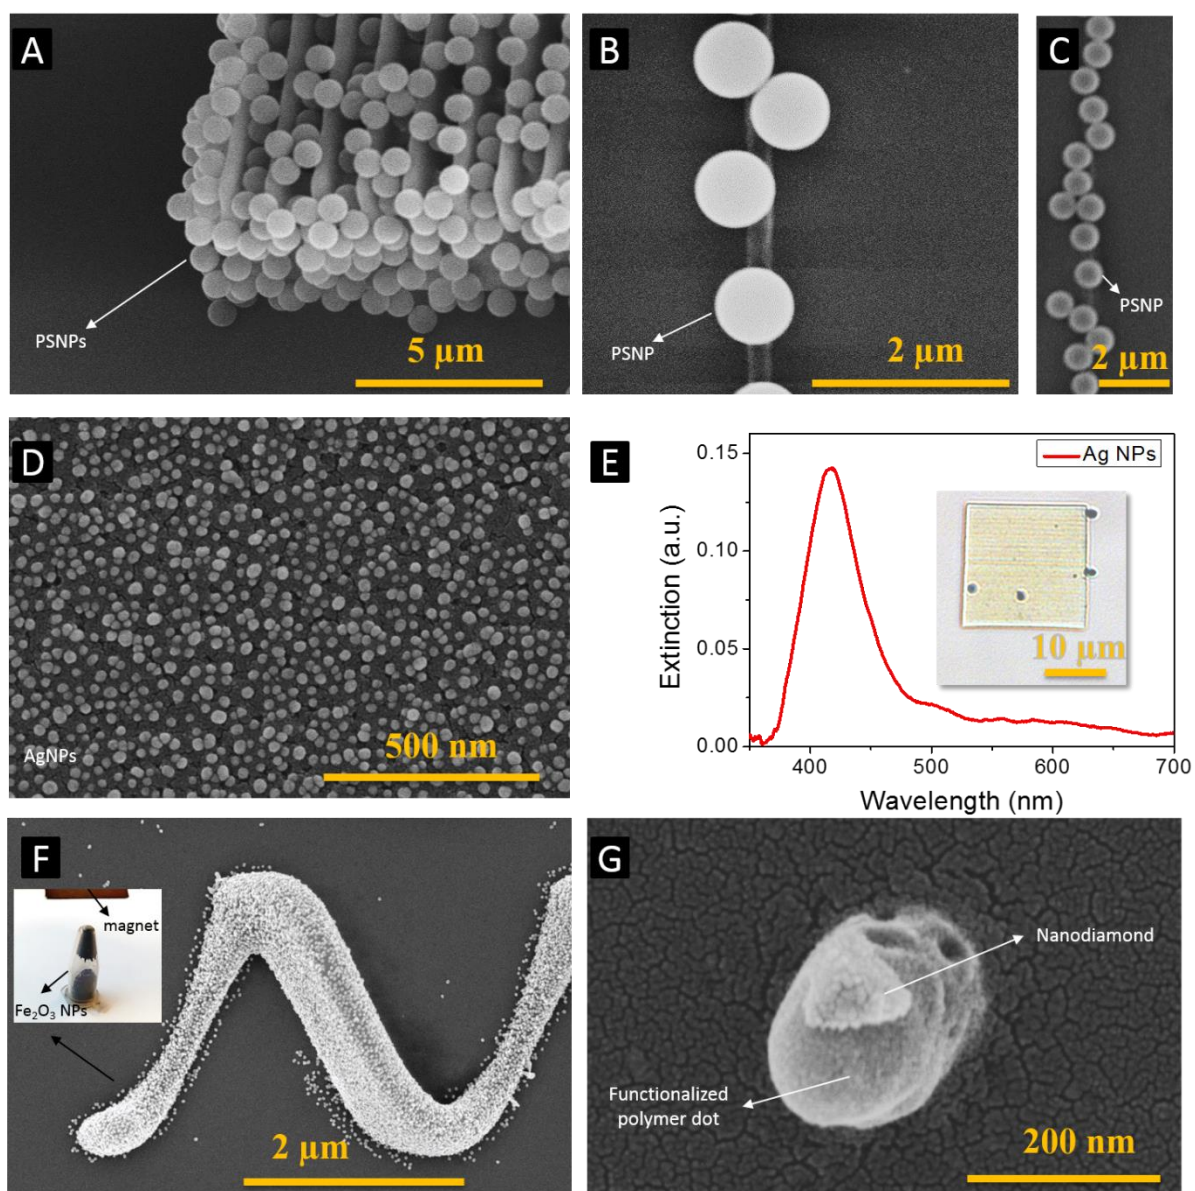 A
PSNPs
5 µm
B
PSNP
2 µm
C
PSNP
2 µm
D
AgNPs
500 nm
E
Ag NPs
0.15
0.10
0.05
0.00
Extinction (a.u.)
10 µm
400
500
600
700
Wavelength (nm)
F
magnet
Fe₂O₃ NPs
2 µm
G
Nanodiamond
Functionalized
polymer dot
200 nm